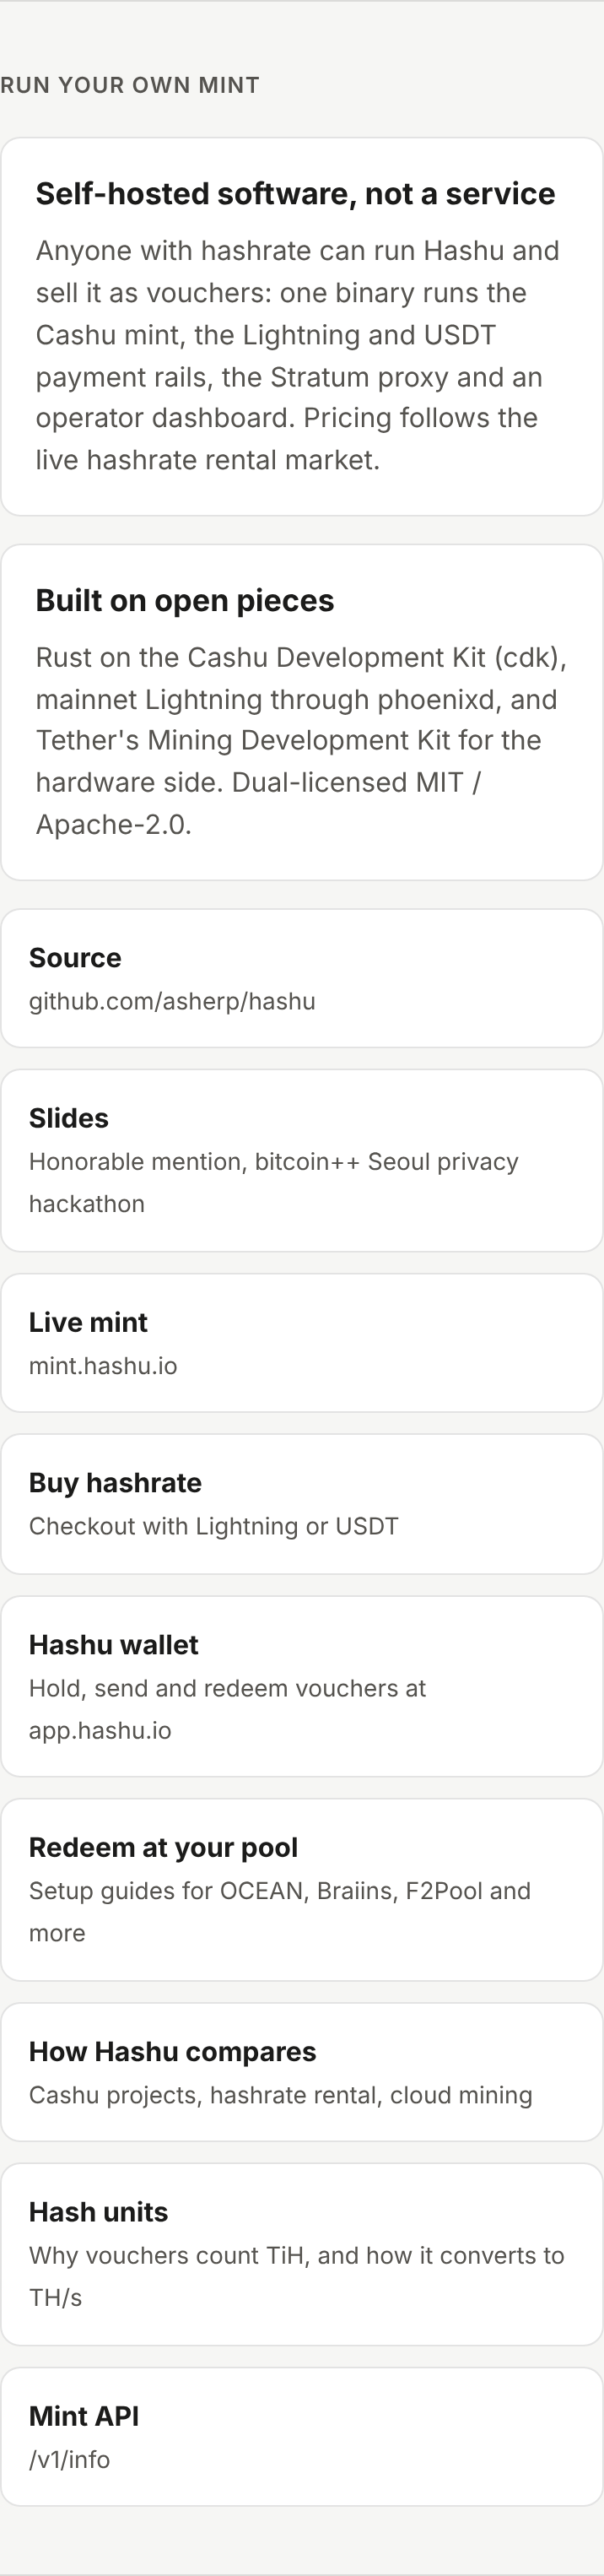 RUN YOUR OWN MINT
Self-hosted software, not a service
Anyone with hashrate can run Hashu and
sell it as vouchers: one binary runs the
Cashu mint, the Lightning and USDT
payment rails, the Stratum proxy and an
operator dashboard. Pricing follows the
live hashrate rental market.
Built on open pieces
Rust on the Cashu Development Kit (cdk),
mainnet Lightning through phoenixd, and
Tether's Mining Development Kit for the
hardware side. Dual-licensed MIT /
Apache-2.0.
Source
github.com/asherp/hashu
Slides
Honorable mention, bitcoin++ Seoul privacy
hackathon
Live mint
mint.hashu.io
Buy hashrate
Checkout with Lightning or USDT
Hashu wallet
Hold, send and redeem vouchers at
app.hashu.io
Redeem at your pool
Setup guides for OCEAN, Braiins, F2Pool and
more
How Hashu compares
Cashu projects, hashrate rental, cloud mining
Hash units
Why vouchers count TiH, and how it converts to
TH/s
Mint API
/v1/info